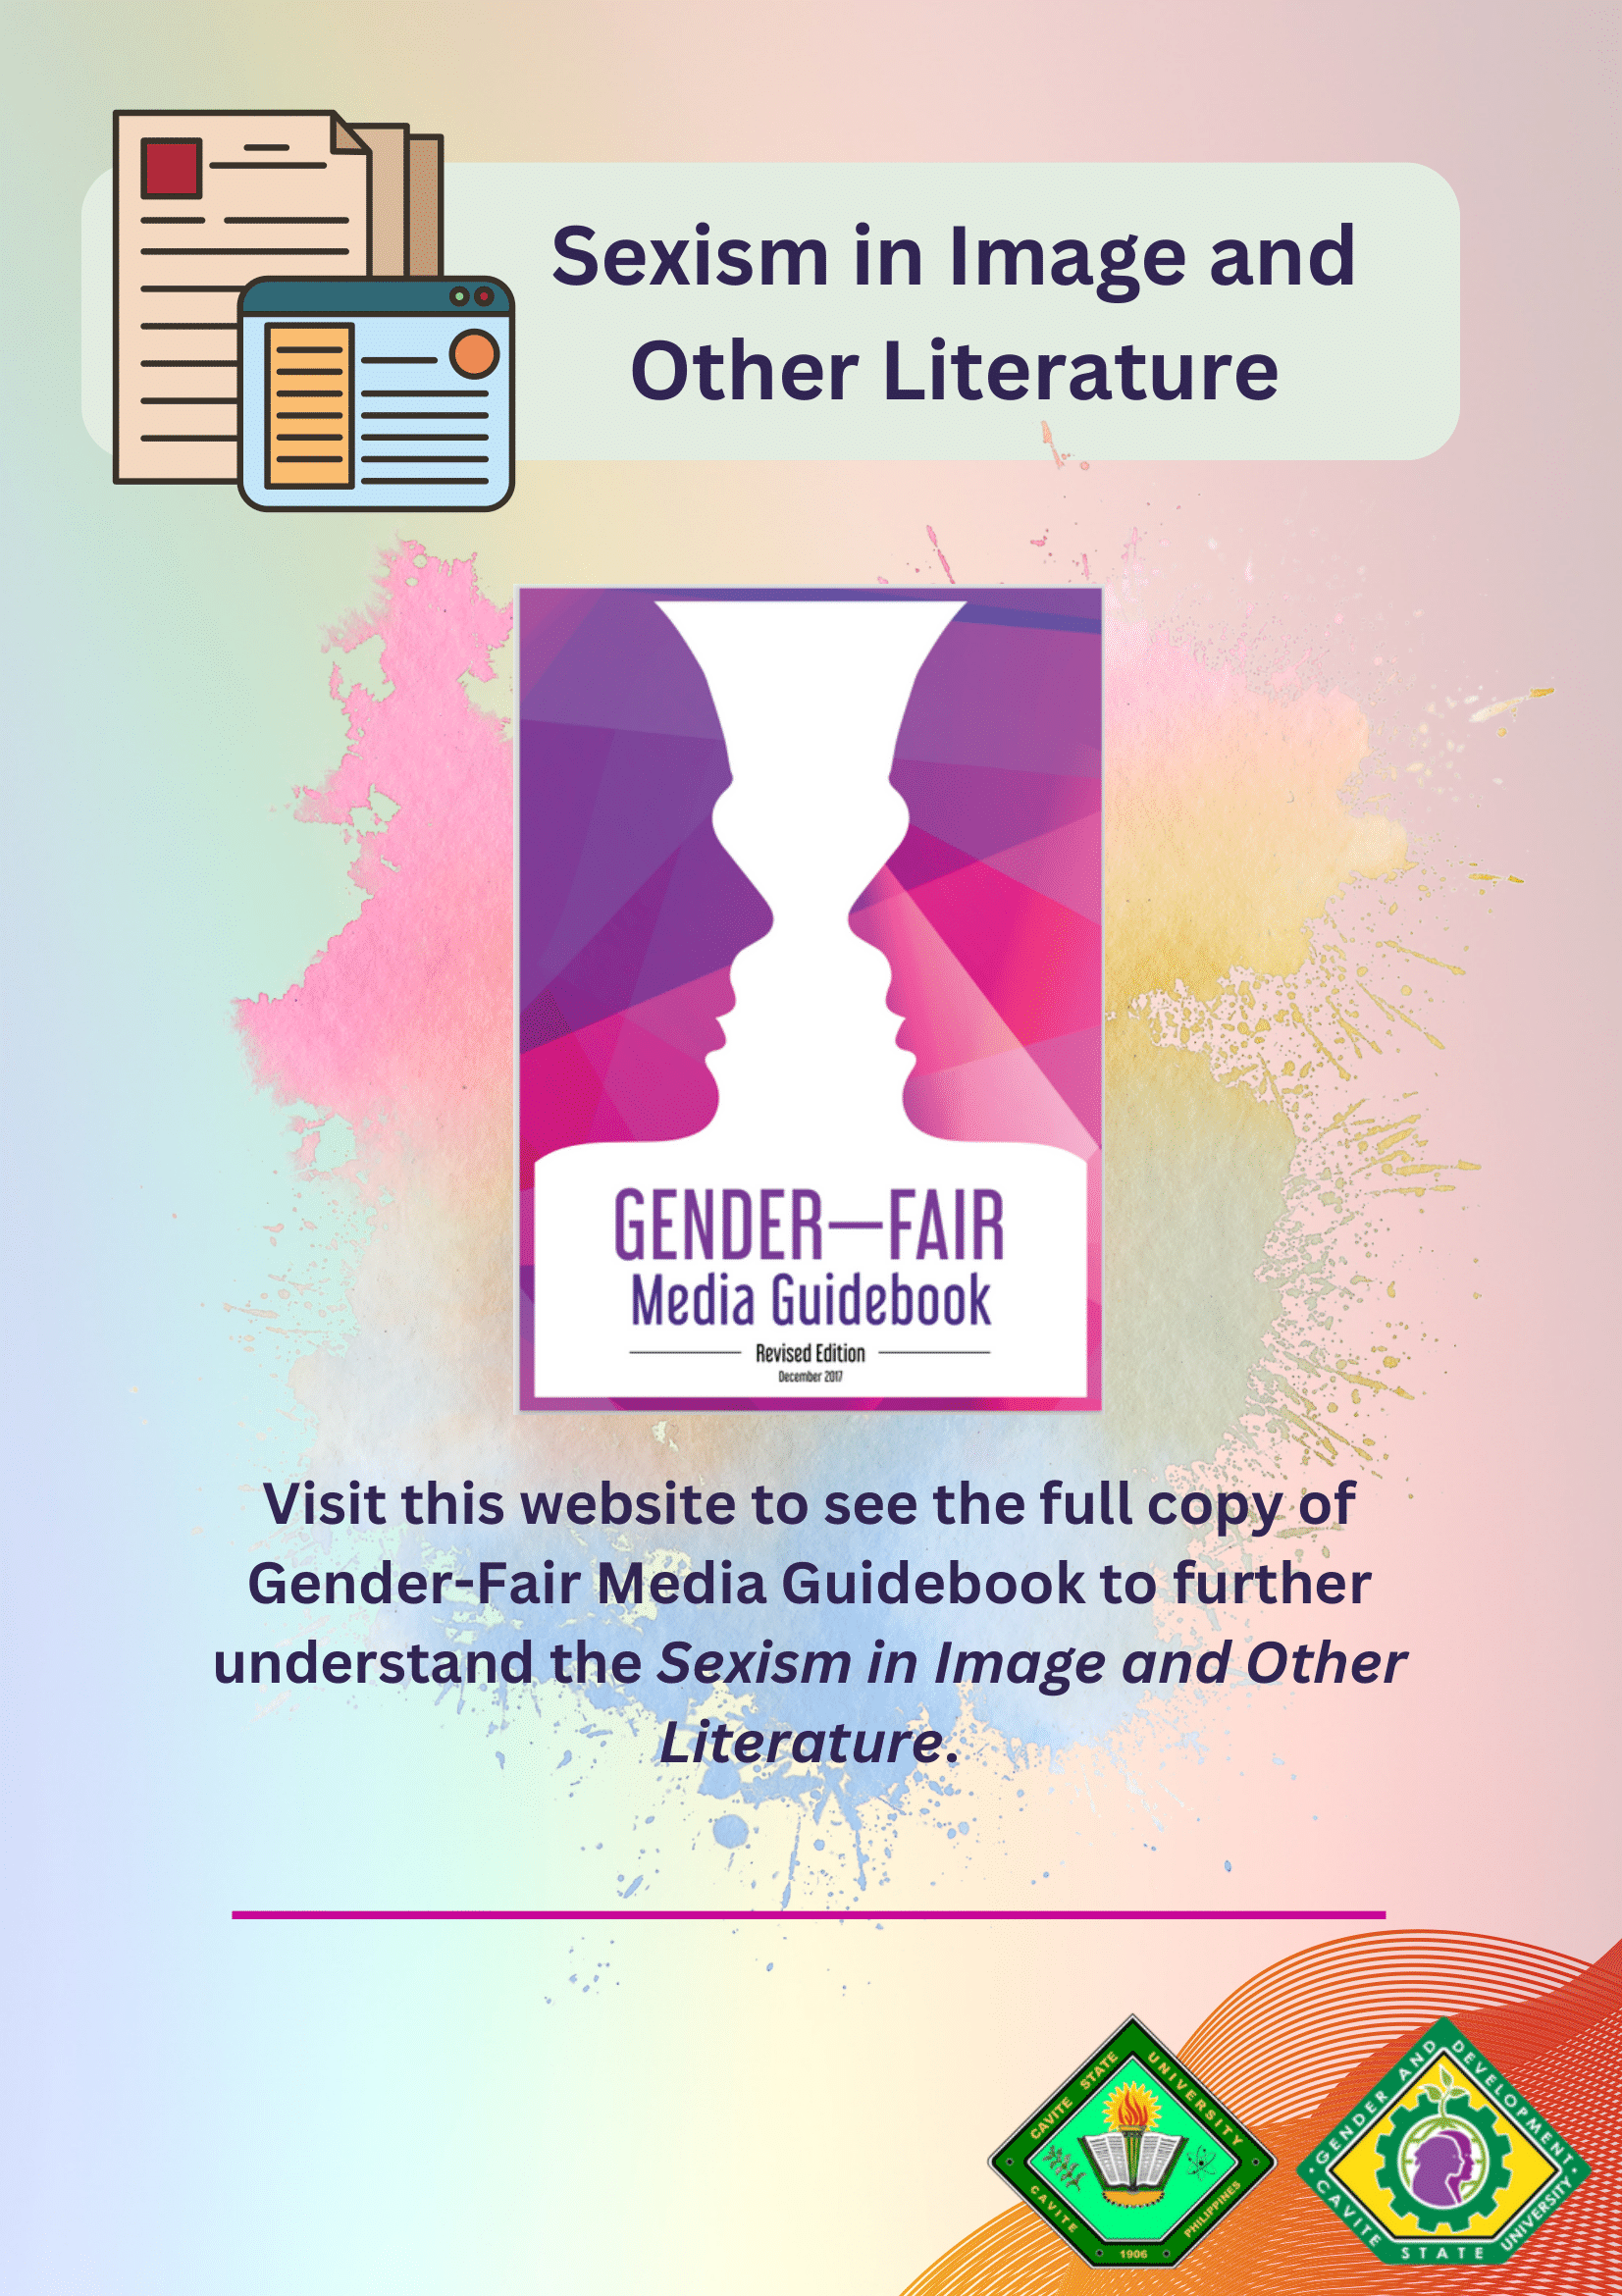 Sexism in Image and
Other Literature
GENDER—FAIR
Media Guidebook
Revised Edition
December 2017
Visit this website to see the full copy of
Gender-Fair Media Guidebook to further
understand the Sexism in Image and Other
Literature.
CAVITE STATE UNIVERSITY
CAVITE PHILIPPINES
1906
GENDER AND DEVELOPMENT
CAVITE STATE UNIVERSITY